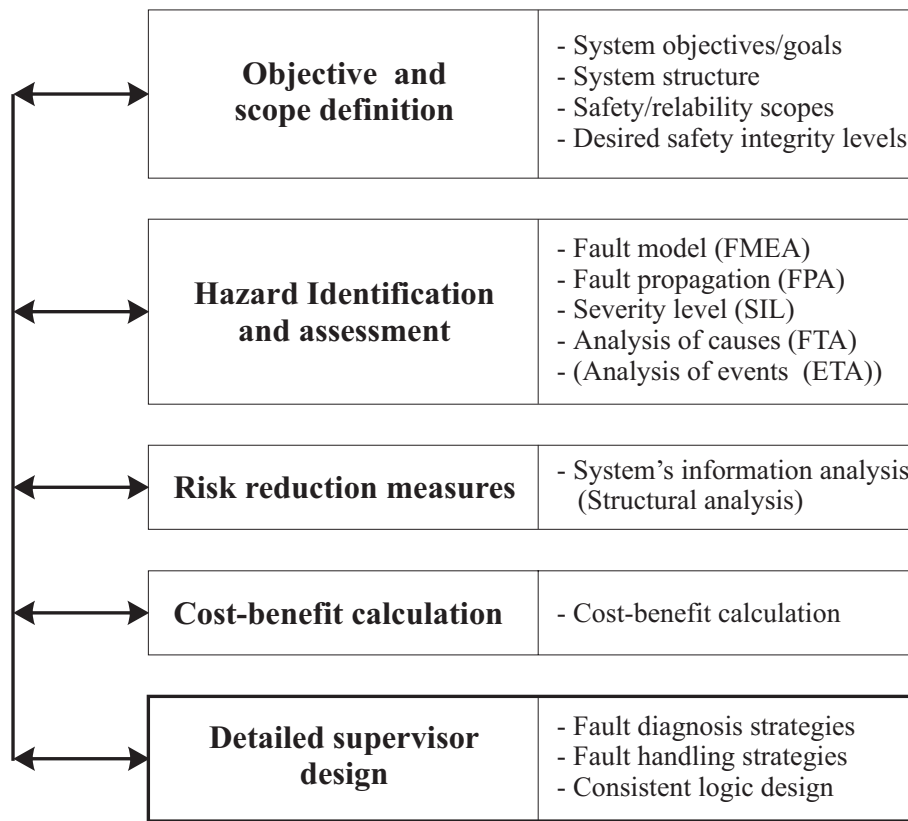 Objective and
scope definition
- System objectives/goals
- System structure
- Safety/relability scopes
- Desired safety integrity levels
Hazard Identification
and assessment
- Fault model (FMEA)
- Fault propagation (FPA)
- Severity level (SIL)
- Analysis of causes (FTA)
- (Analysis of events (ETA))
Risk reduction measures
- System’s information analysis
(Structural analysis)
Cost-benefit calculation
- Cost-benefit calculation
Detailed supervisor
design
- Fault diagnosis strategies
- Fault handling strategies
- Consistent logic design